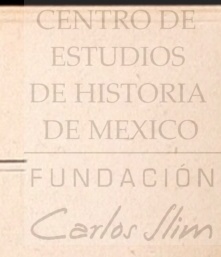 CENTRO DE
ESTUDIOS
DE HISTORIA
DE MEXICO
FUNDACIÓN
Carlos Slim